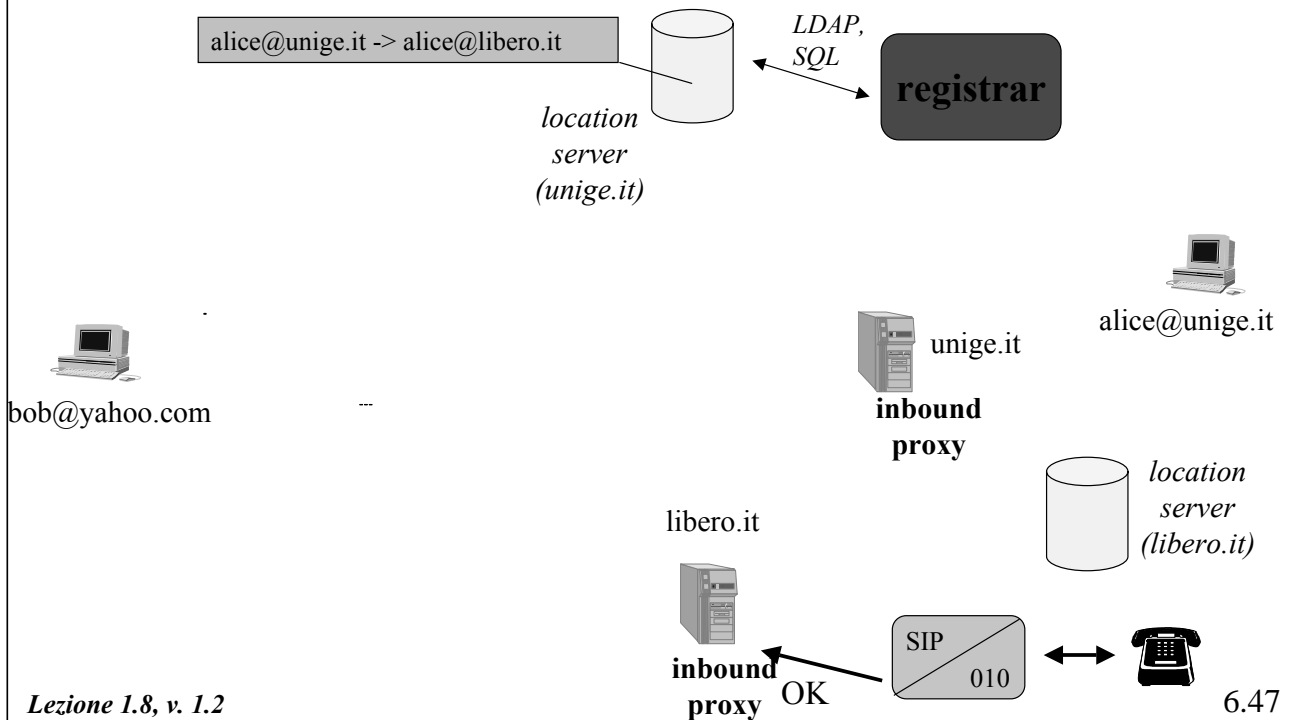 alice@unige.it -> alice@libero.it
LDAP,
SQL
registrar
location
server
(unige.it)
alice@unige.it
unige.it
bob@yahoo.com
inbound
proxy
location
server
(libero.it)
libero.it
SIP
010
inbound
proxy
OK
Lezione 1.8, v. 1.2
6.47